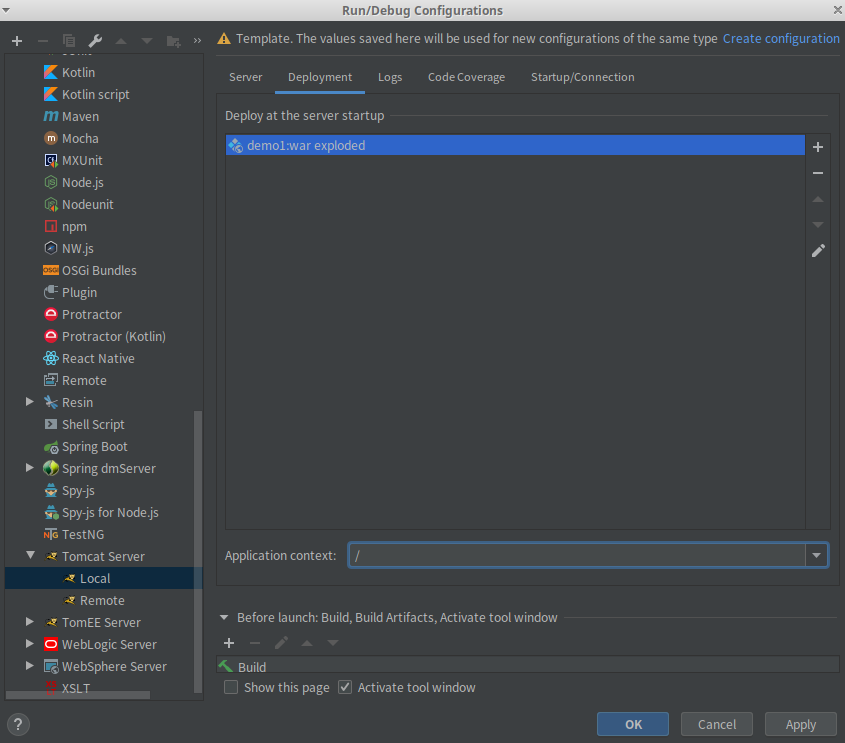 Run/Debug Configurations
Template. The values saved here will be used for new configurations of the same type Create configuration
Kotlin
Kotlin script
Maven
Mocha
MXUnit
Node.js
Nodeunit
npm
NW.js
OSGi Bundles
Plugin
Protractor
Protractor (Kotlin)
React Native
Remote
Resin
Shell Script
Spring Boot
Spring dmServer
Spy-js
Spy-js for Node.js
TestNG
Tomcat Server
Local
Remote
TomEE Server
WebLogic Server
WebSphere Server
XSLT
Server Deployment Logs Code Coverage Startup/Connection
Deploy at the server startup
demo1:war exploded
Application context: /
Before launch: Build, Build Artifacts, Activate tool window
Build
Show this page Activate tool window
? OK Cancel Apply